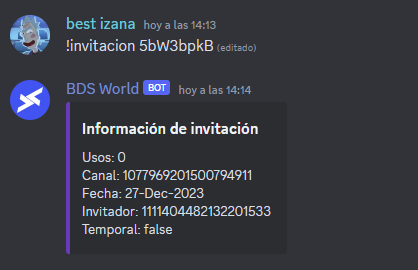 best izana hoy a las 14:13
!invitacion 5bW3bpkB (editado)
BDS World BOT hoy a las 14:14
Información de invitación
Usos: 0
Canal: 1077969201500794911
Fecha: 27-Dec-2023
Invitador: 1111404482132201533
Temporal: false